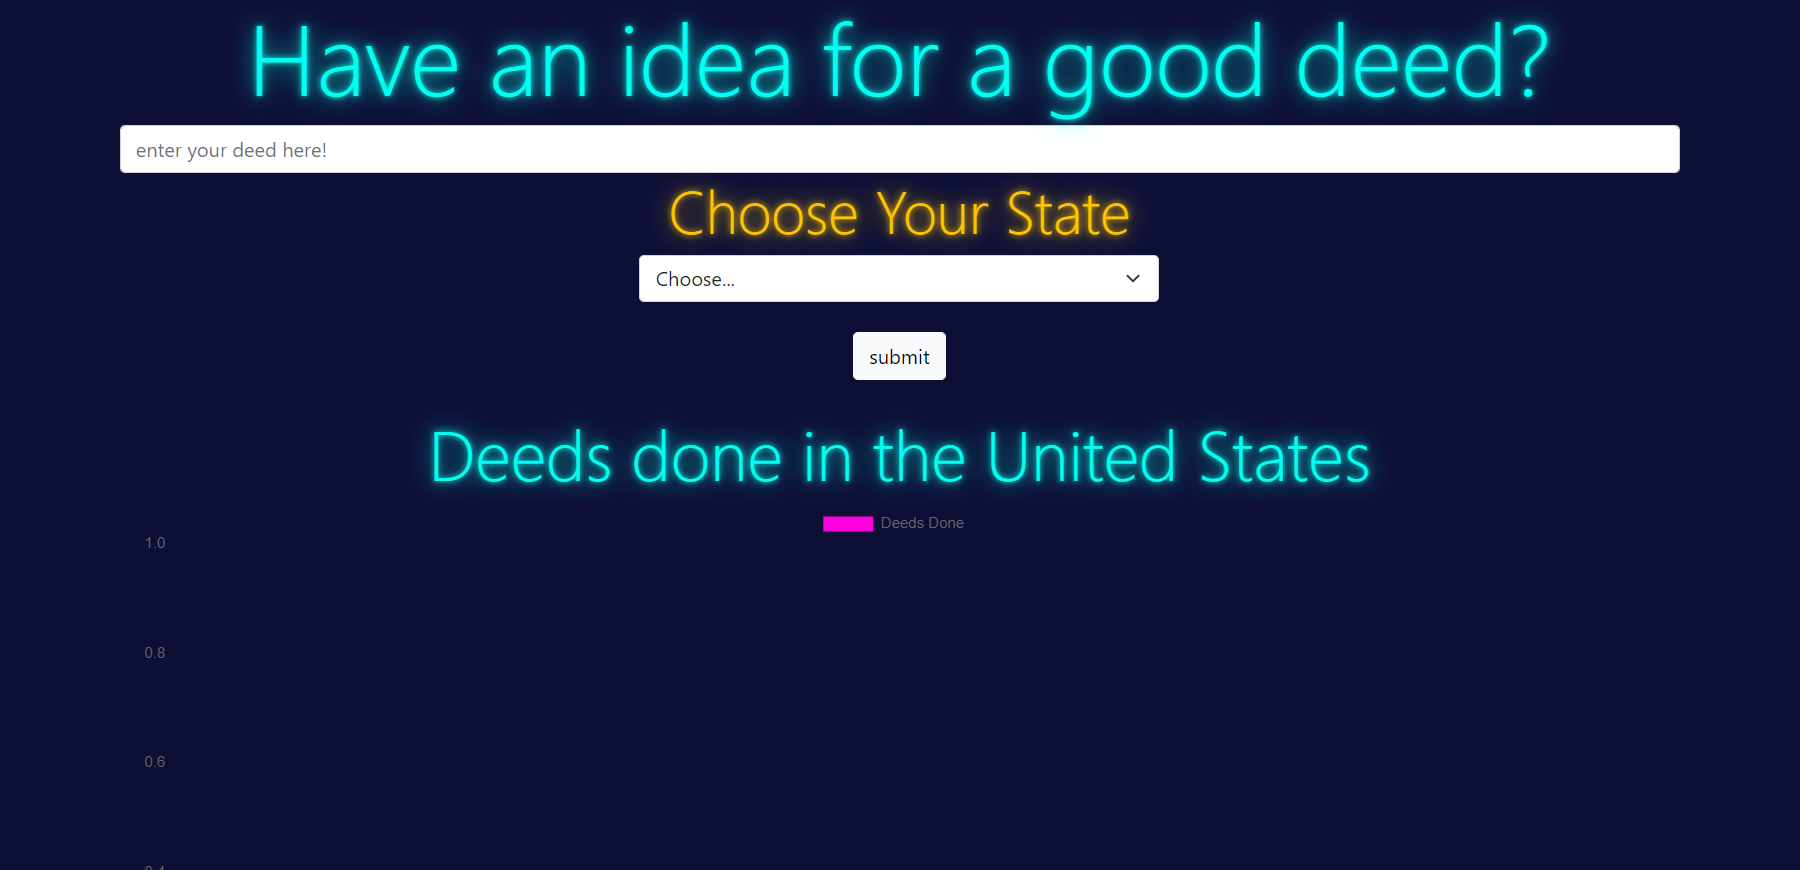 Have an idea for a good deed?
enter your deed here!
Choose Your State
Choose...
submit
Deeds done in the United States
Deeds Done
1.0
0.8
0.6